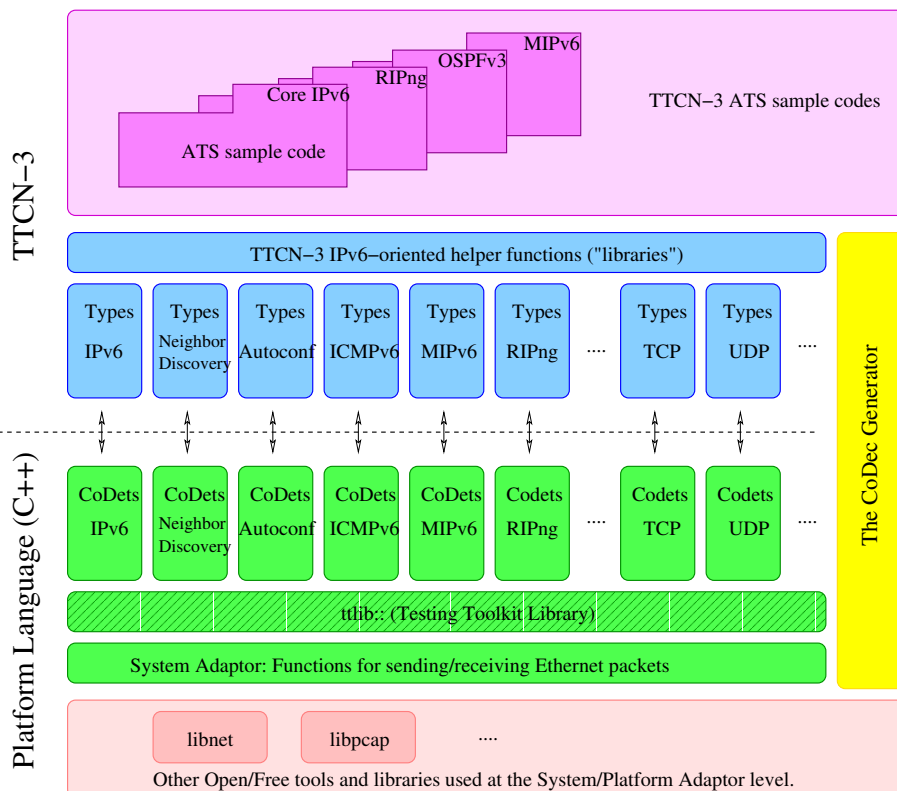 TTCN−3
MIPv6
OSPFv3
RIPng
Core IPv6
ATS sample code
TTCN−3 ATS sample codes
TTCN−3 IPv6−oriented helper functions ("libraries")
Types
IPv6
Types
Neighbor
Discovery
Types
Autoconf
Types
ICMPv6
Types
MIPv6
Types
RIPng
....
Types
TCP
Types
UDP
....
The CoDec Generator
Platform Language (C++)
CoDets
IPv6
CoDets
Neighbor
Discovery
CoDets
Autoconf
CoDets
ICMPv6
CoDets
MIPv6
Codets
RIPng
....
Codets
TCP
Codets
UDP
....
ttlib:: (Testing Toolkit Library)
System Adaptor: Functions for sending/receiving Ethernet packets
libnet
libpcap
....
Other Open/Free tools and libraries used at the System/Platform Adaptor level.